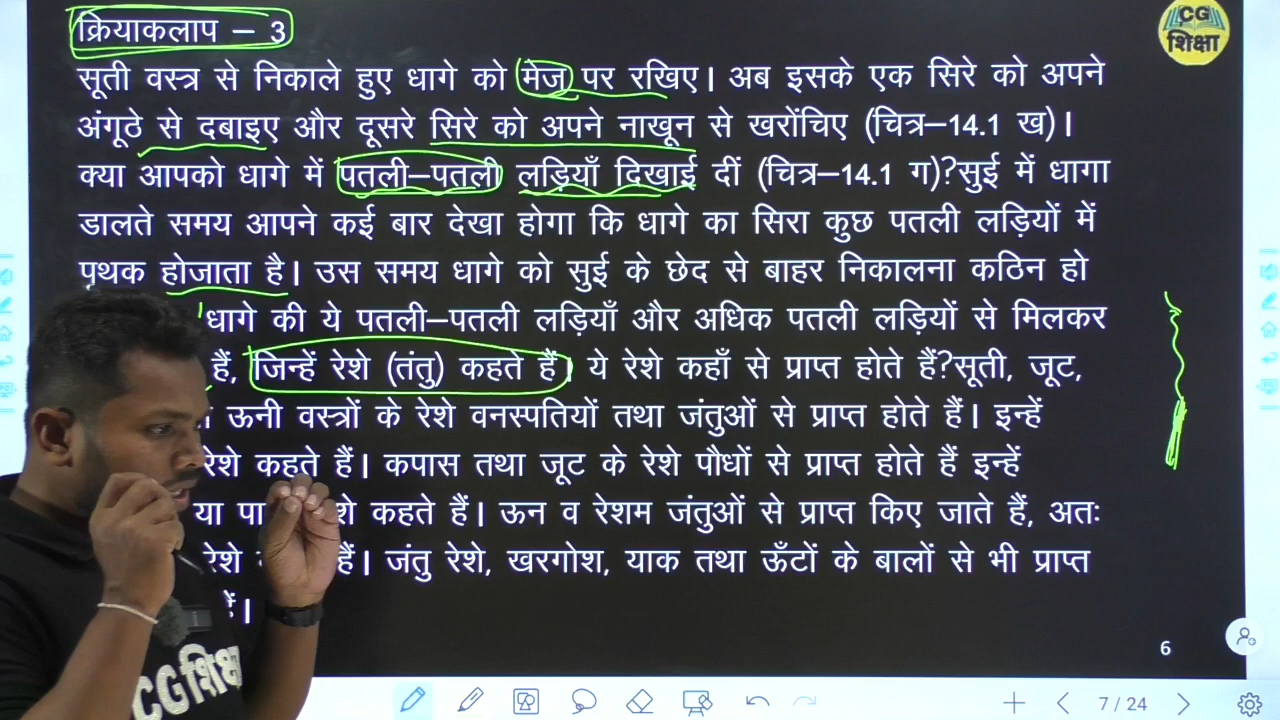 क्रियाकलाप – 3
CG
शिक्षा
सूती वस्त्र से निकाले हुए धागे को मेज पर रखिए। अब इसके एक सिरे को अपने
अंगूठे से दबाइए और दूसरे सिरे को अपने नाखून से खरोंचिए (चित्र–14.1 ख)।
क्या आपको धागे में पतली–पतली लड़ियाँ दिखाई दीं (चित्र–14.1 ग)?सुई में धागा
डालते समय आपने कई बार देखा होगा कि धागे का सिरा कुछ पतली लड़ियों में
पृथक होजाता है। उस समय धागे को सुई के छेद से बाहर निकालना कठिन हो
धागे की ये पतली–पतली लड़ियाँ और अधिक पतली लड़ियों से मिलकर
हैं, जिन्हें रेशे (तंतु) कहते हैं। ये रेशे कहाँ से प्राप्त होते हैं?सूती, जूट,
ऊनी वस्त्रों के रेशे वनस्पतियों तथा जंतुओं से प्राप्त होते हैं। इन्हें
रेशे कहते हैं। कपास तथा जूट के रेशे पौधों से प्राप्त होते हैं इन्हें
या कहते हैं। ऊन व रेशम जंतुओं से प्राप्त किए जाते हैं, अतः
रेशे हैं। जंतु रेशे, खरगोश, याक तथा ऊँटों के बालों से भी प्राप्त
6
CG शिक्षा
7 / 24